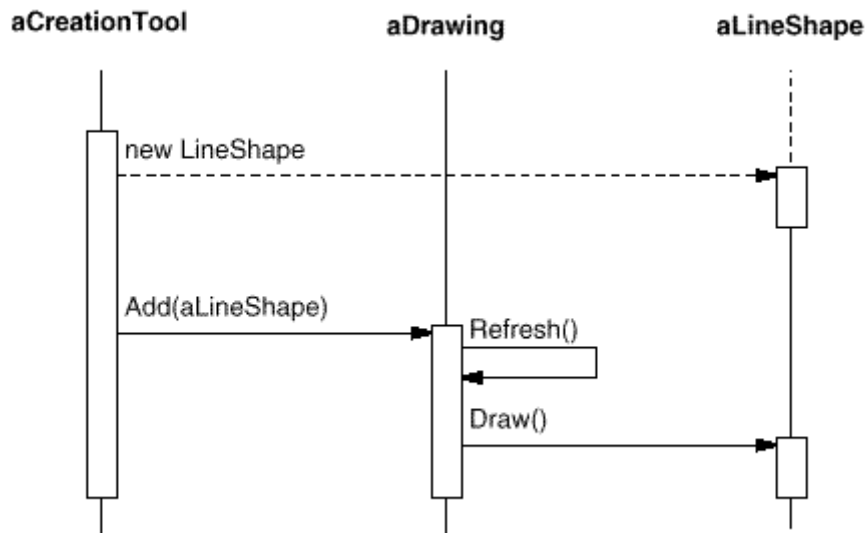 aCreationTool
aDrawing
aLineShape
new LineShape
Add(aLineShape)
Refresh()
Draw()